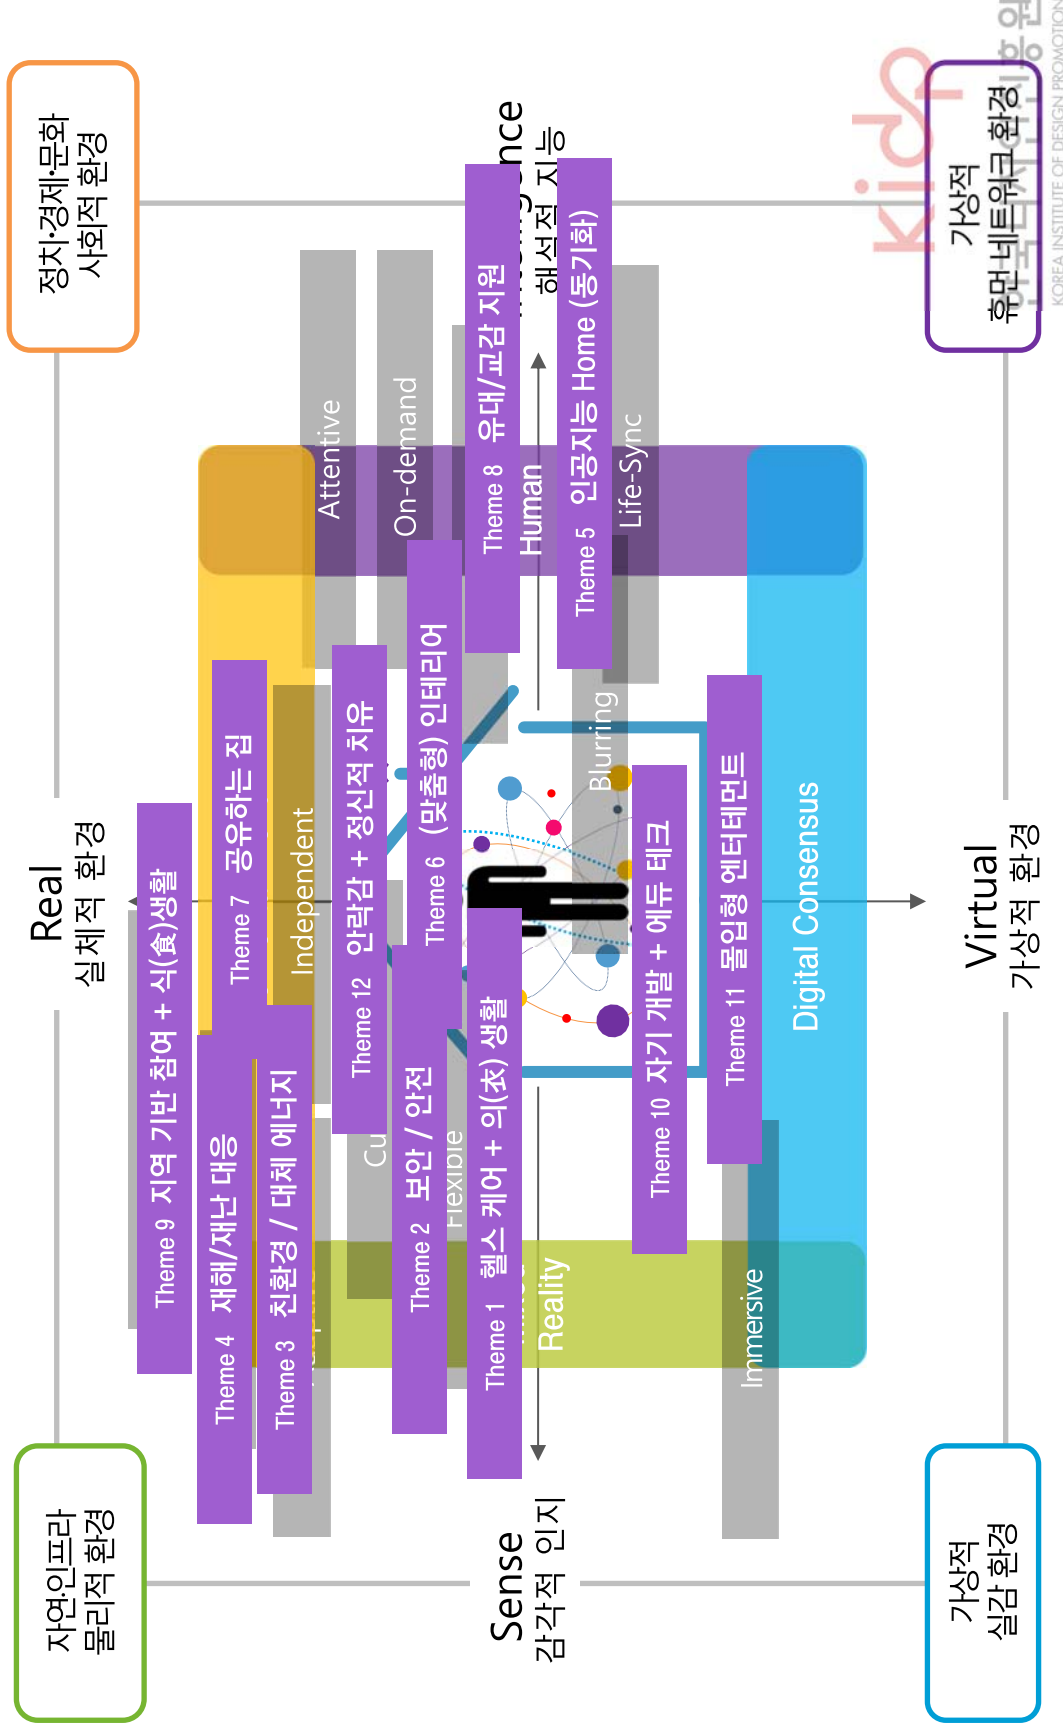 자연·인프라
물리적 환경
Real
실체적 환경
정치·경제·문화
사회적 환경
Theme 9 지역 기반 참여 + 식(食)생활
Theme 4 재해/재난 대응
Theme 7 공유하는 집
Theme 3 친환경 / 대체 에너지
Independent
Attentive
Theme 12 안락감 + 정신적 치유
On-demand
Theme 2 보안 / 안전
Theme 6 (맞춤형) 인테리어
Flexible
Theme 1 헬스 케어 + 의(衣) 생활
Theme 8 유대/교감 지원
Sense
감각적 인지
Reality
Human
해석적 지능
Theme 5 인공지능 Home (동기화)
Blurring
Life-Sync
Theme 10 자기 개발 + 에듀 테크
Theme 11 몰입형 엔터테먼트
Immersive
Digital Consensus
가상적
실감 환경
Virtual
가상적 환경
가상적
휴먼 네트워크 환경
kidp
KOREA INSTITUTE OF DESIGN PROMOTION